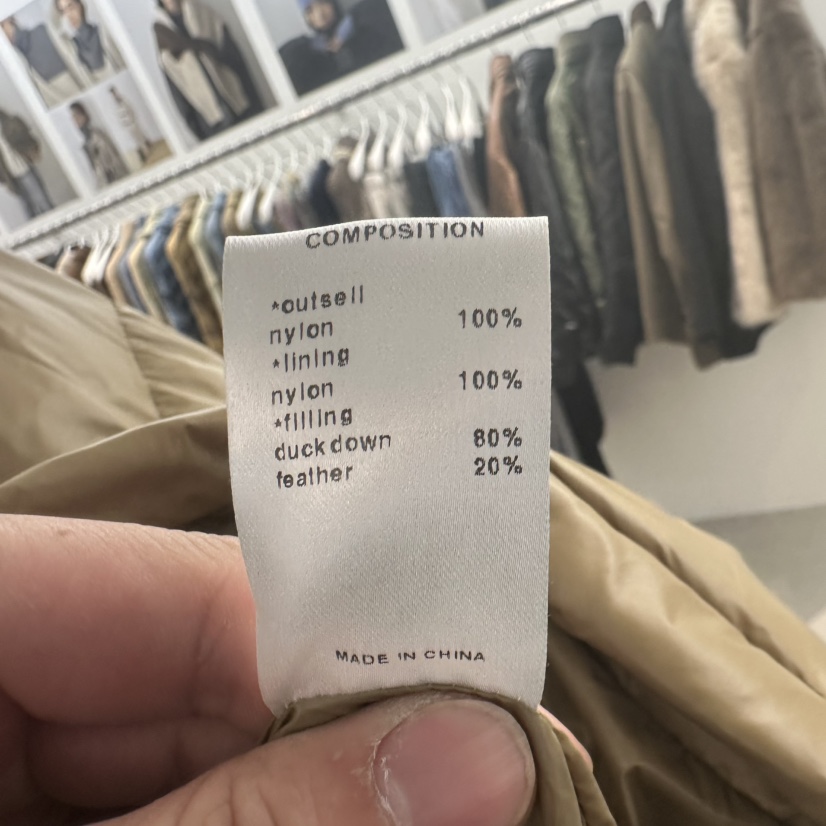 COMPOSITION
*outsell
nylon 100%
*lining
nylon 100%
*filling
duck down 80%
feather 20%
MADE IN CHINA